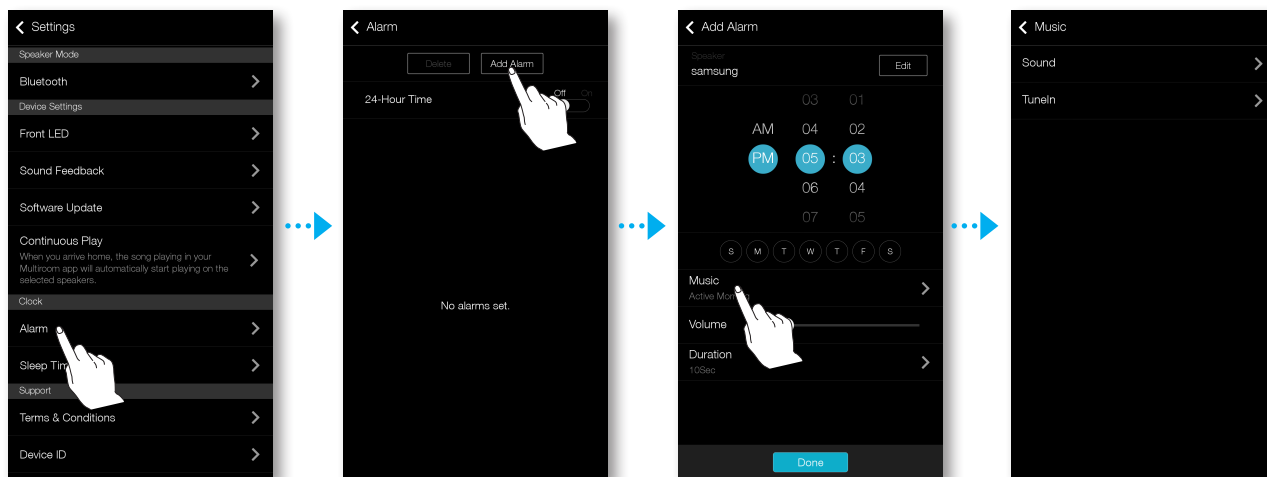 Settings
Speaker Mode
Bluetooth
Device Settings
Front LED
Sound Feedback
Software Update
Continuous Play
When you arrive home, the song playing in your
Multiroom app will automatically start playing on the
selected speakers.
Clock
Alarm
Sleep Tim
Support
Terms & Conditions
Device ID
Alarm
Delete Add Alarm
24-Hour Time Off On
No alarms set.
Add Alarm
Speaker
samsung Edit
03 01
AM 04 02
PM 05 : 03
06 04
07 05
S M T W T F S
Music
Active Mor
Volume
Duration
10Sec
Done
Music
Sound
TuneIn